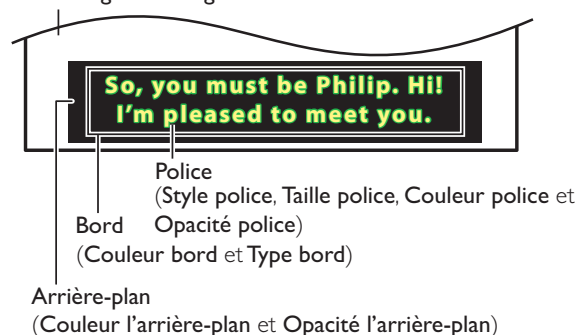 So, you must be Philip. Hi!
I'm pleased to meet you.
Police
(Style police, Taille police, Couleur police et
Opacité police)
Bord
(Couleur bord et Type bord)
Arrière-plan
(Couleur l'arrière-plan et Opacité l'arrière-plan)